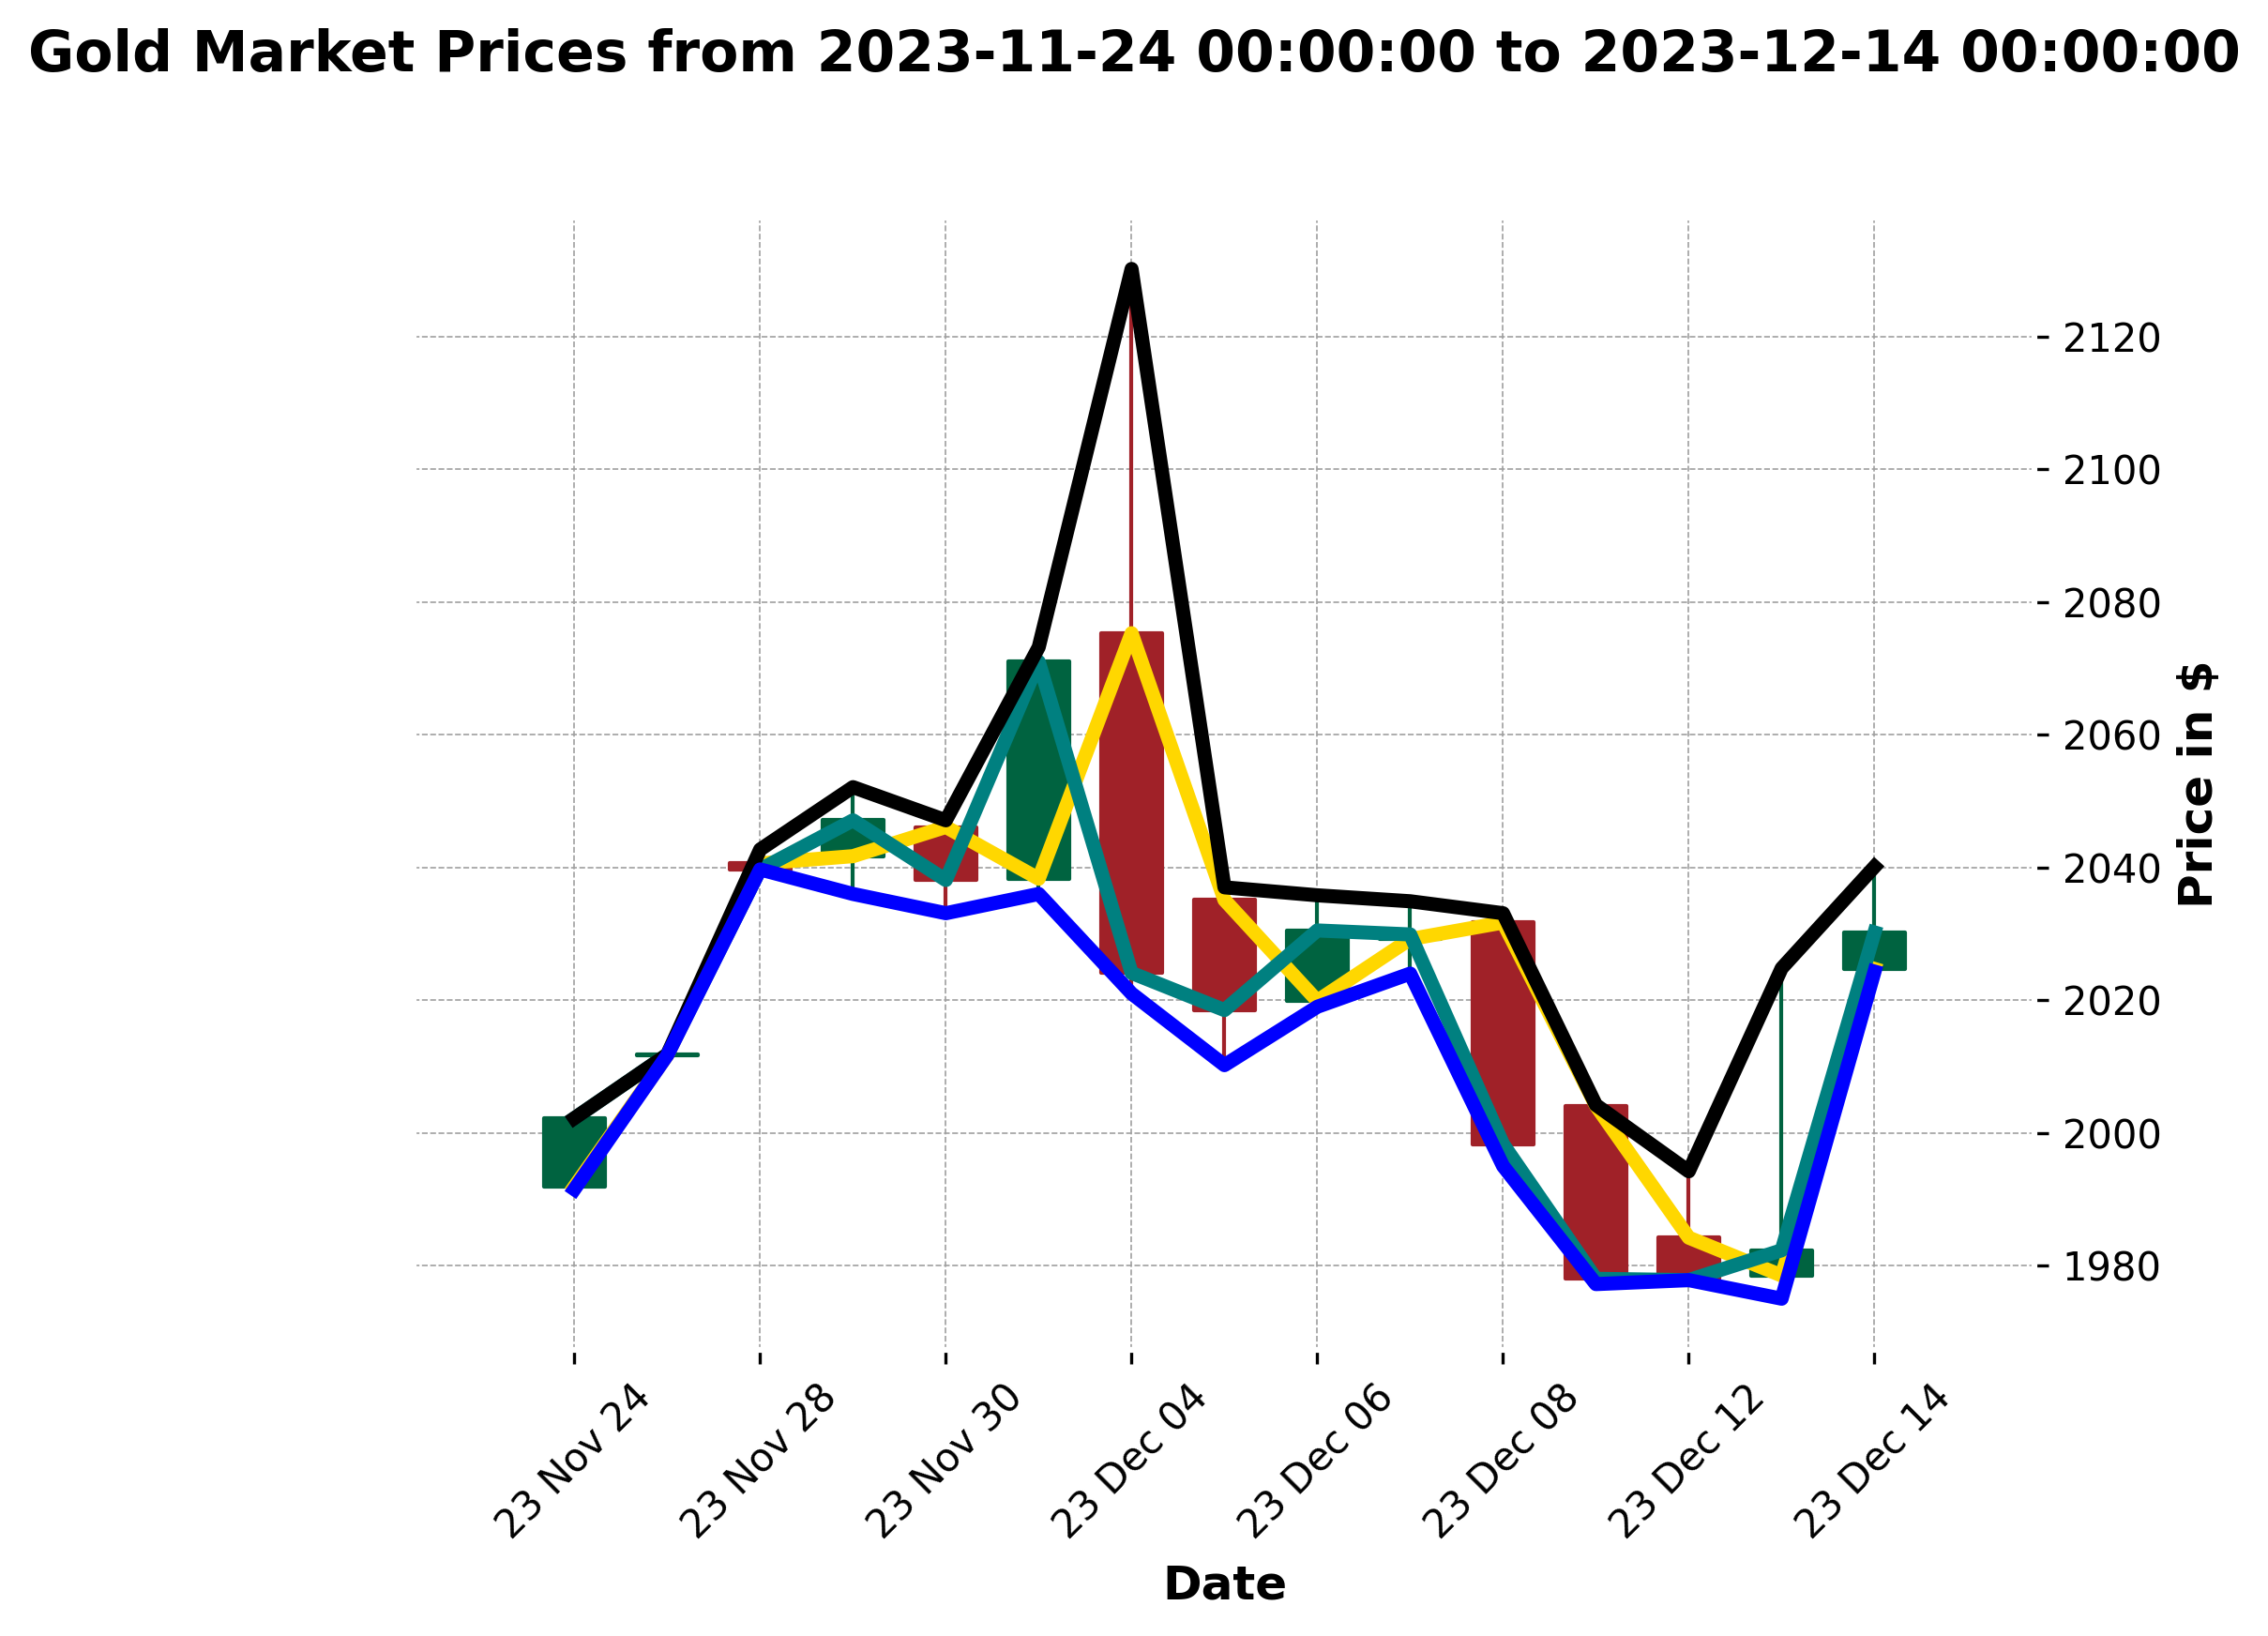 Gold Market Prices from 2023-11-24 00:00:00 to 2023-12-14 00:00:00
2120
2100
2080
2060
2040
2020
2000
1980
Price in $
23 Nov 24
23 Nov 28
23 Nov 30
23 Dec 04
23 Dec 06
23 Dec 08
23 Dec 12
23 Dec 14
Date